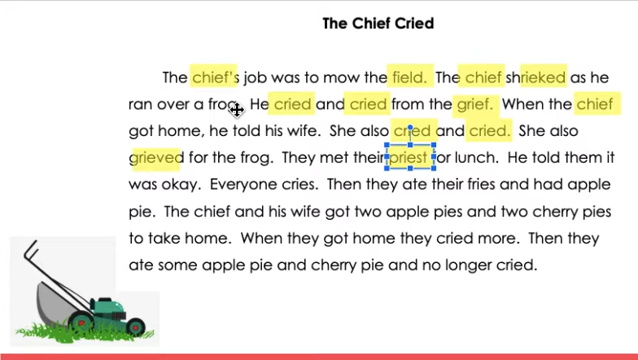 The Chief Cried
The chief's job was to mow the field. The chief shrieked as he
ran over a frog. He cried and cried from the grief. When the chief
got home, he told his wife. She also cried and cried. She also
grieved for the frog. They met their priest for lunch. He told them it
was okay. Everyone cries. Then they ate their fries and had apple
pie. The chief and his wife got two apple pies and two cherry pies
to take home. When they got home they cried more. Then they
ate some apple pie and cherry pie and no longer cried.